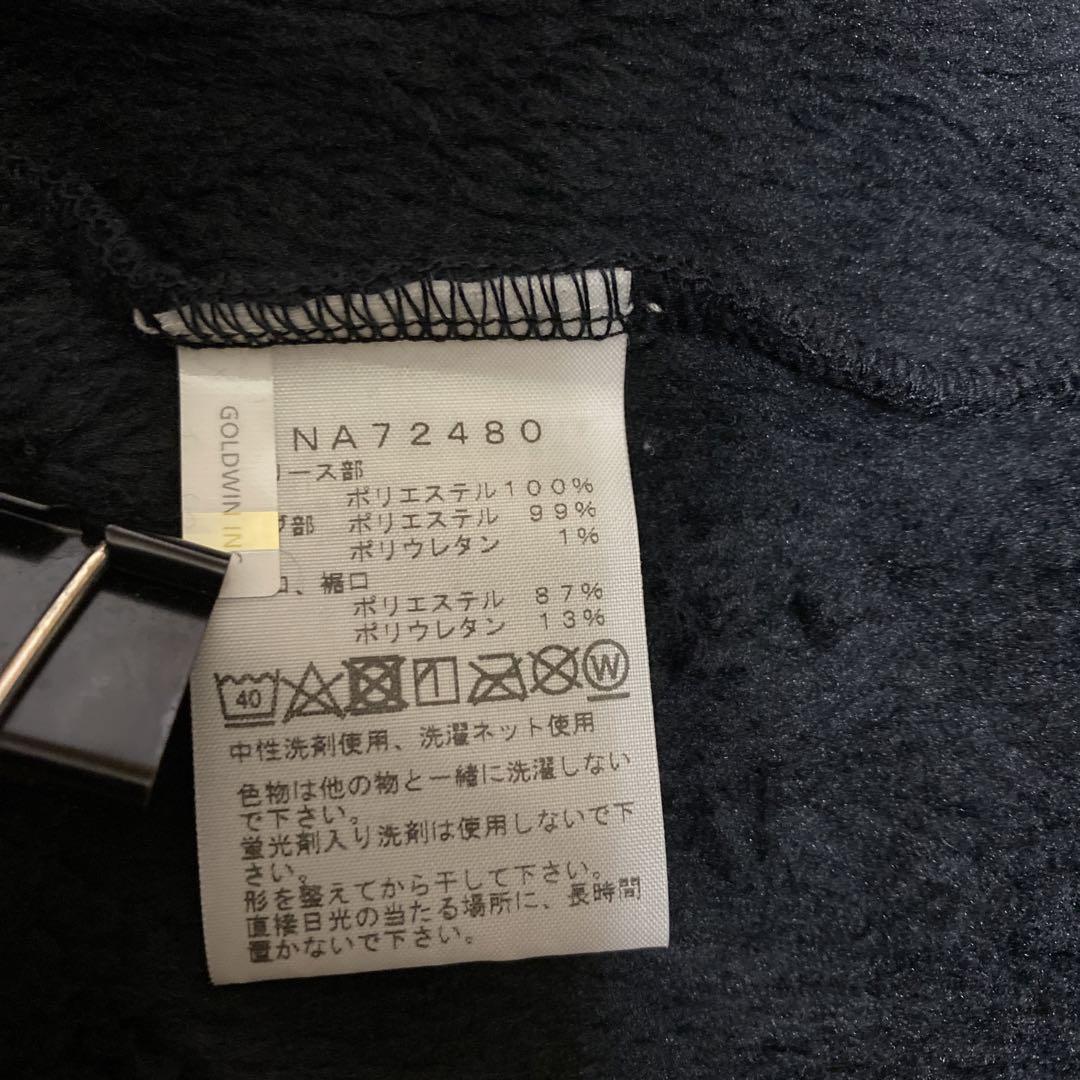 GOLDWIN INC
NA72480
リース部
ポリエステル100%
部 ポリエステル 99%
ポリウレタン 1%
、裾口
ポリエステル 87%
ポリウレタン 13%
40 W
中性洗剤使用、洗濯ネット使用
色物は他の物と一緒に洗濯しない
で下さい。
蛍光剤入り洗剤は使用しないで下
さい。
形を整えてから干して下さい。
直接日光の当たる場所に、長時間
置かないで下さい。